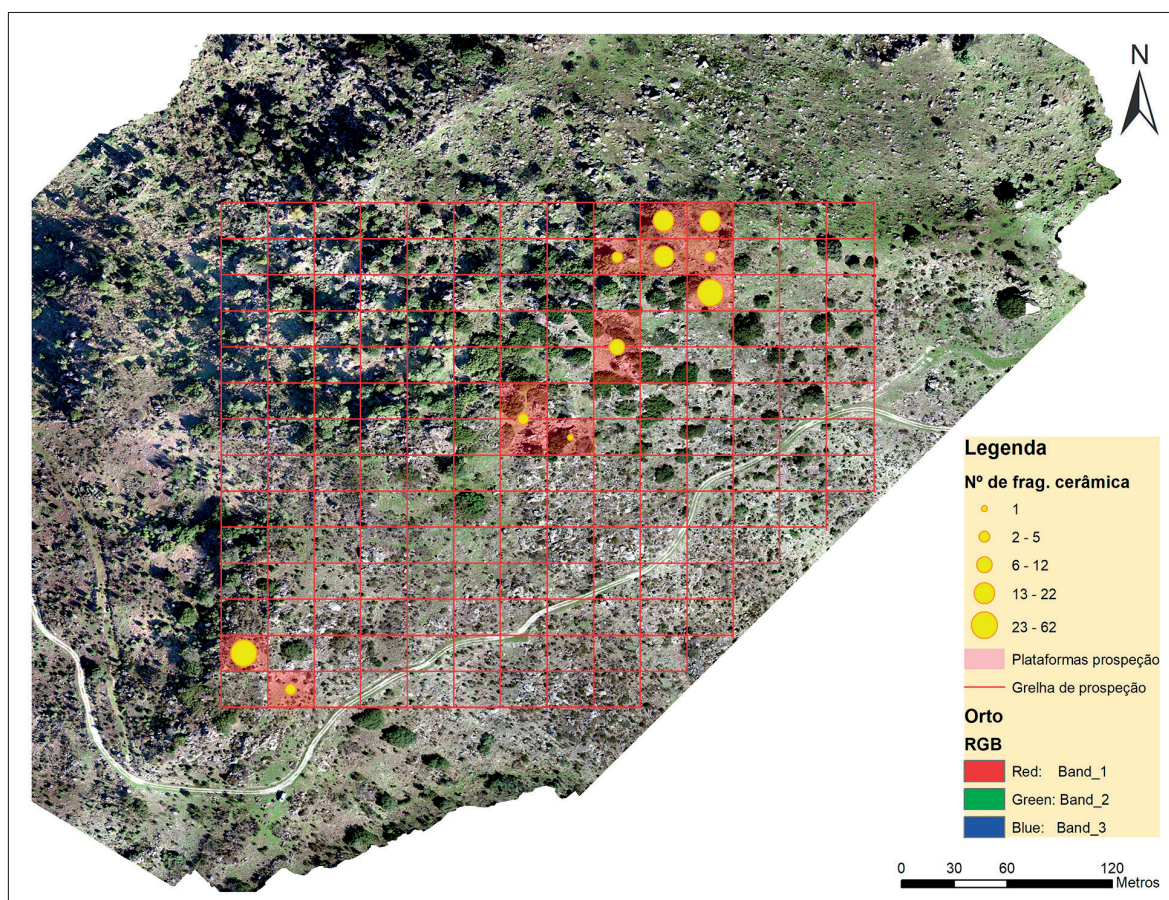 N
Legenda
Nº de frag. cerâmica
1
2 - 5
6 - 12
13 - 22
23 - 62
Plataformas prospeção
Grelha de prospeção
Orto
RGB
Red: Band_1
Green: Band_2
Blue: Band_3
0 30 60 120
Metros